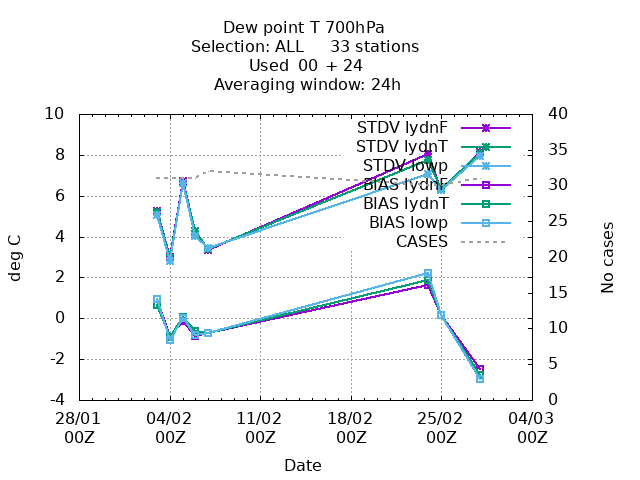 Dew point T 700hPa
Selection: ALL 33 stations
Used 00 + 24
Averaging window: 24h
10
8
6
4
2
0
-2
-4
40
35
30
25
20
15
10
5
0
STDV lydnF
STDV lydnT
STDV lowp
BIAS lydnF
BIAS lydnT
BIAS lowp
CASES
deg C
No cases
28/01 04/02 11/02 18/02 25/02 04/03
00Z 00Z 00Z 00Z 00Z 00Z
Date